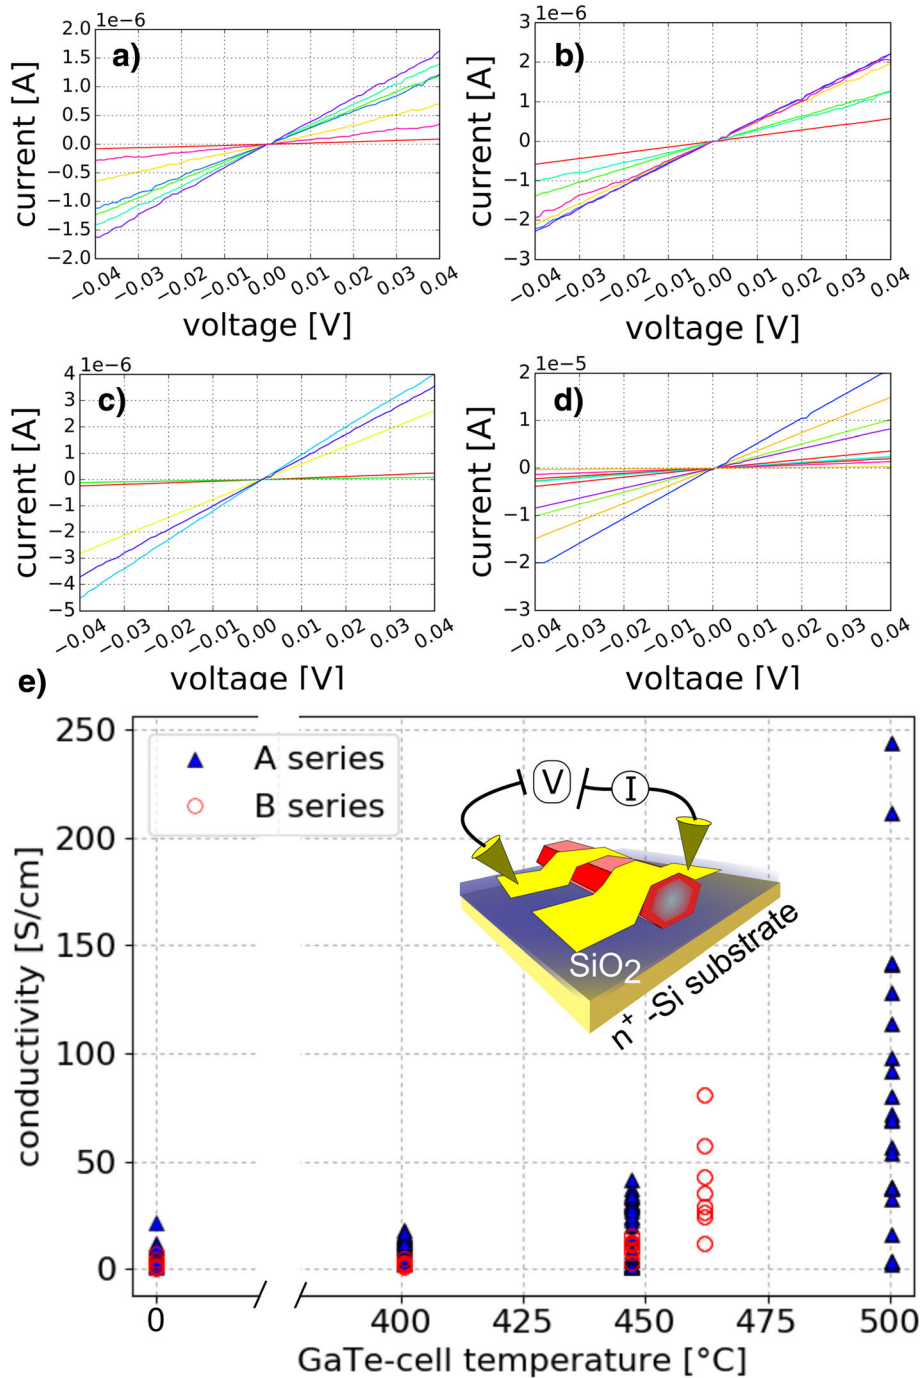 1e−6
a)
2.0
1.5
1.0
0.5
0.0
−0.5
−1.0
−1.5
−2.0
current [A]
−0.04 −0.03 −0.02 −0.01 0.00 0.01 0.02 0.03 0.04
voltage [V]
1e−6
b)
3
2
1
0
−1
−2
−3
current [A]
−0.04 −0.03 −0.02 −0.01 0.00 0.01 0.02 0.03 0.04
voltage [V]
1e−6
c)
4
3
2
1
0
−1
−2
−3
−4
−5
current [A]
−0.04 −0.03 −0.02 −0.01 0.00 0.01 0.02 0.03 0.04
voltage [V]
1e−5
d)
2
1
0
−1
−2
−3
current [A]
−0.04 −0.03 −0.02 −0.01 0.00 0.01 0.02 0.03 0.04
voltage [V]
e)
250
200
150
100
50
0
conductivity [S/cm]
A series
B series
V
I
SiO2
n+ -Si substrate
0 400 425 450 475 500
GaTe-cell temperature [°C]